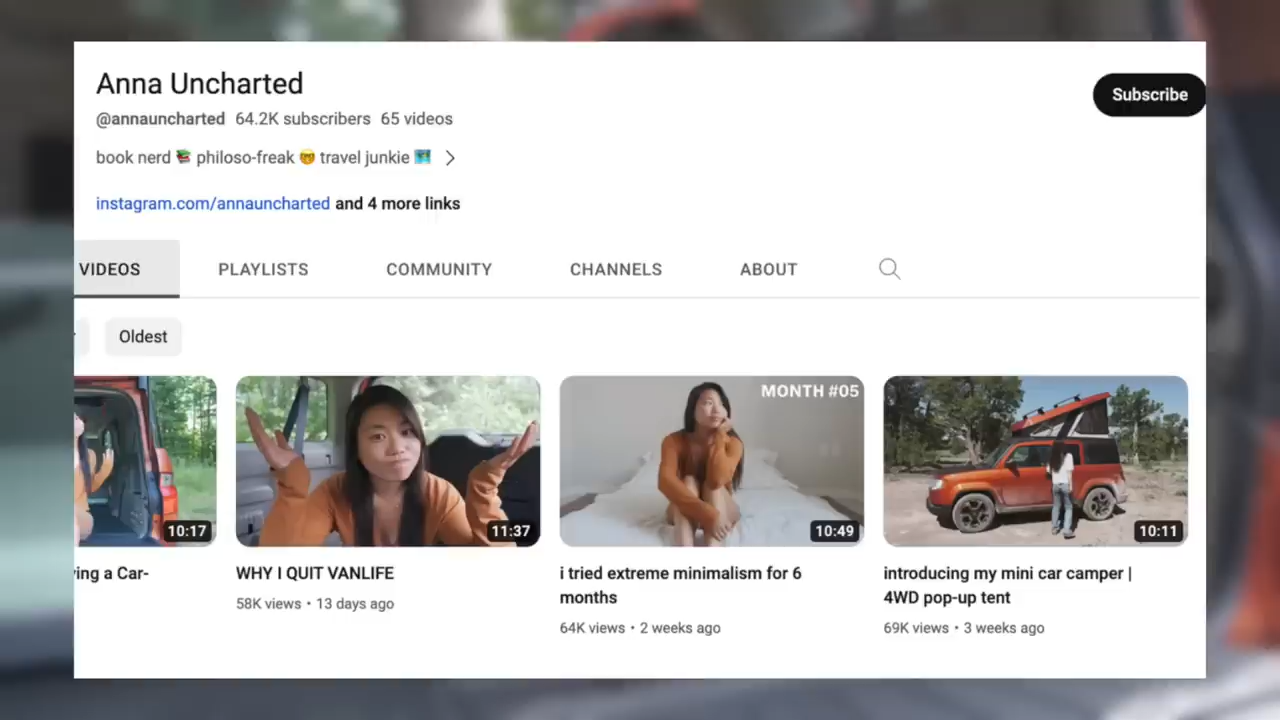 Anna Uncharted
Subscribe
@annauncharted 64.2K subscribers 65 videos
book nerd 📚 philoso-freak 🤓 travel junkie 🗺️ >
instagram.com/annauncharted and 4 more links
VIDEOS PLAYLISTS COMMUNITY CHANNELS ABOUT
Oldest
MONTH #05
10:17 11:37 10:49 10:11
ving a Car-
WHY I QUIT VANLIFE
58K views • 13 days ago
i tried extreme minimalism for 6
months
64K views • 2 weeks ago
introducing my mini car camper |
4WD pop-up tent
69K views • 3 weeks ago